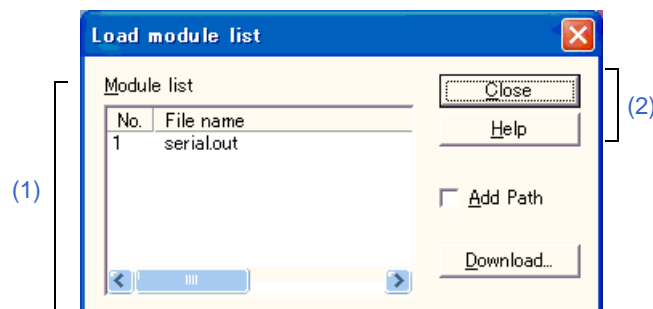 Load module list
Module list
Close
(2)
No. File name
Help
1 serial.out
(1)
Add Path
Download...